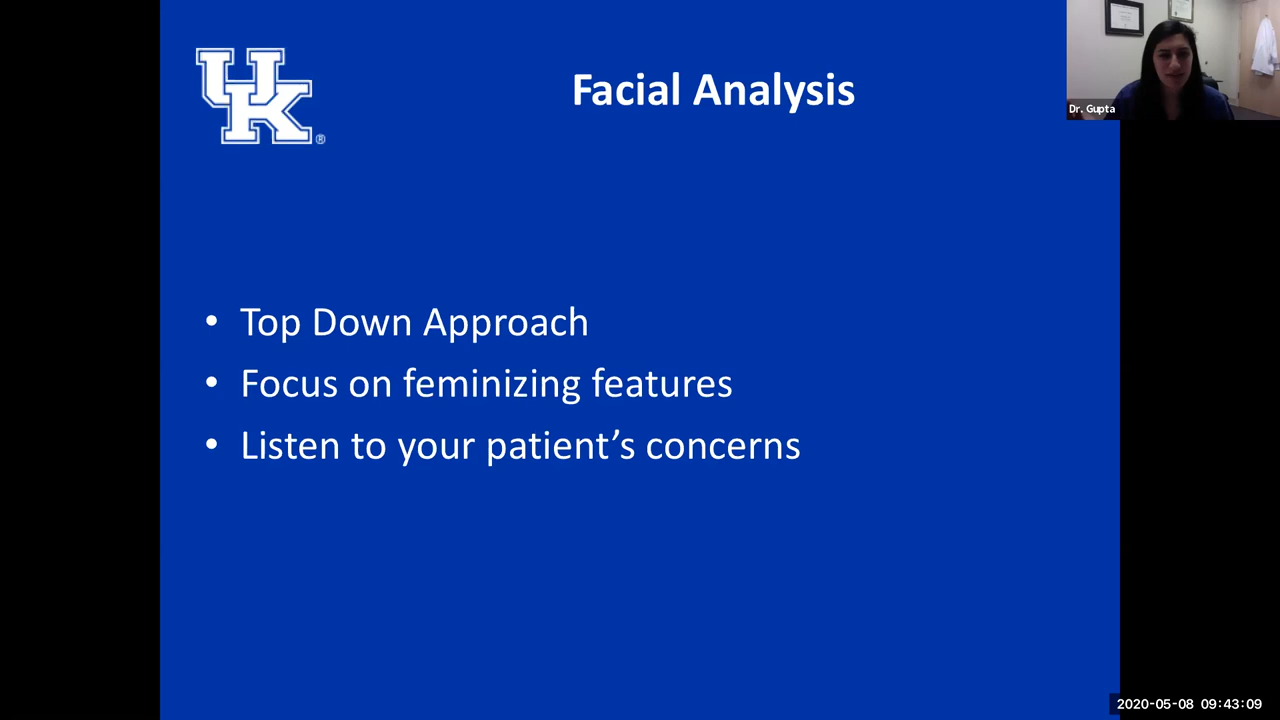 UK
®
Facial Analysis
Dr. Gupta
• Top Down Approach
• Focus on feminizing features
• Listen to your patient’s concerns
2020-05-08 09:43:09